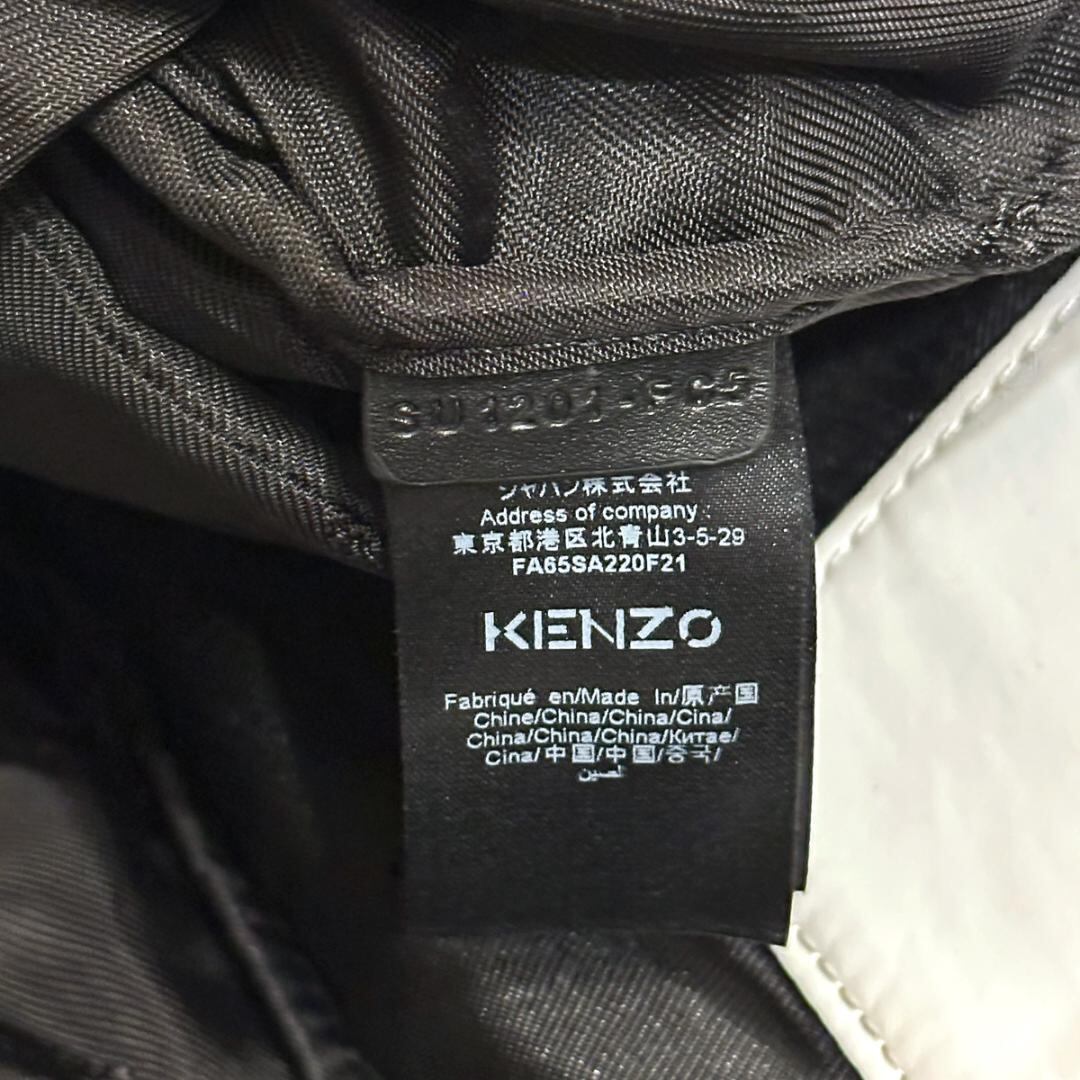 SU1201-PC5
ジャパン株式会社
Address of company :
東京都港区北青山3-5-29
FA65SA220F21
KENZO
Fabriqué en/Made In/原产国
Chine/China/China/Cina/
China/China/China/Китае/
Cina/中国/中国/중국/
الصين